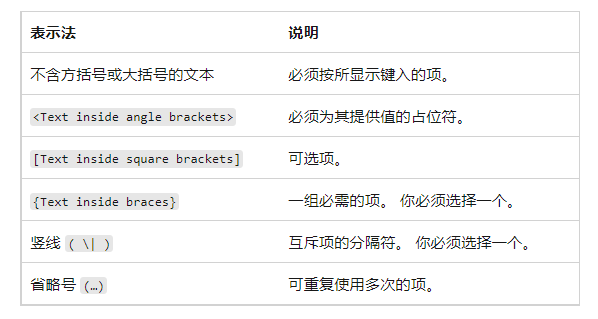 表示法 说明
不含方括号或大括号的文本 必须按所显示键入的项。
<Text inside angle brackets> 必须为其提供值的占位符。
[Text inside square brackets] 可选项。
{Text inside braces} 一组必需的项。 你必须选择一个。
竖线 ( \| ) 互斥项的分隔符。 你必须选择一个。
省略号 (…) 可重复使用多次的项。